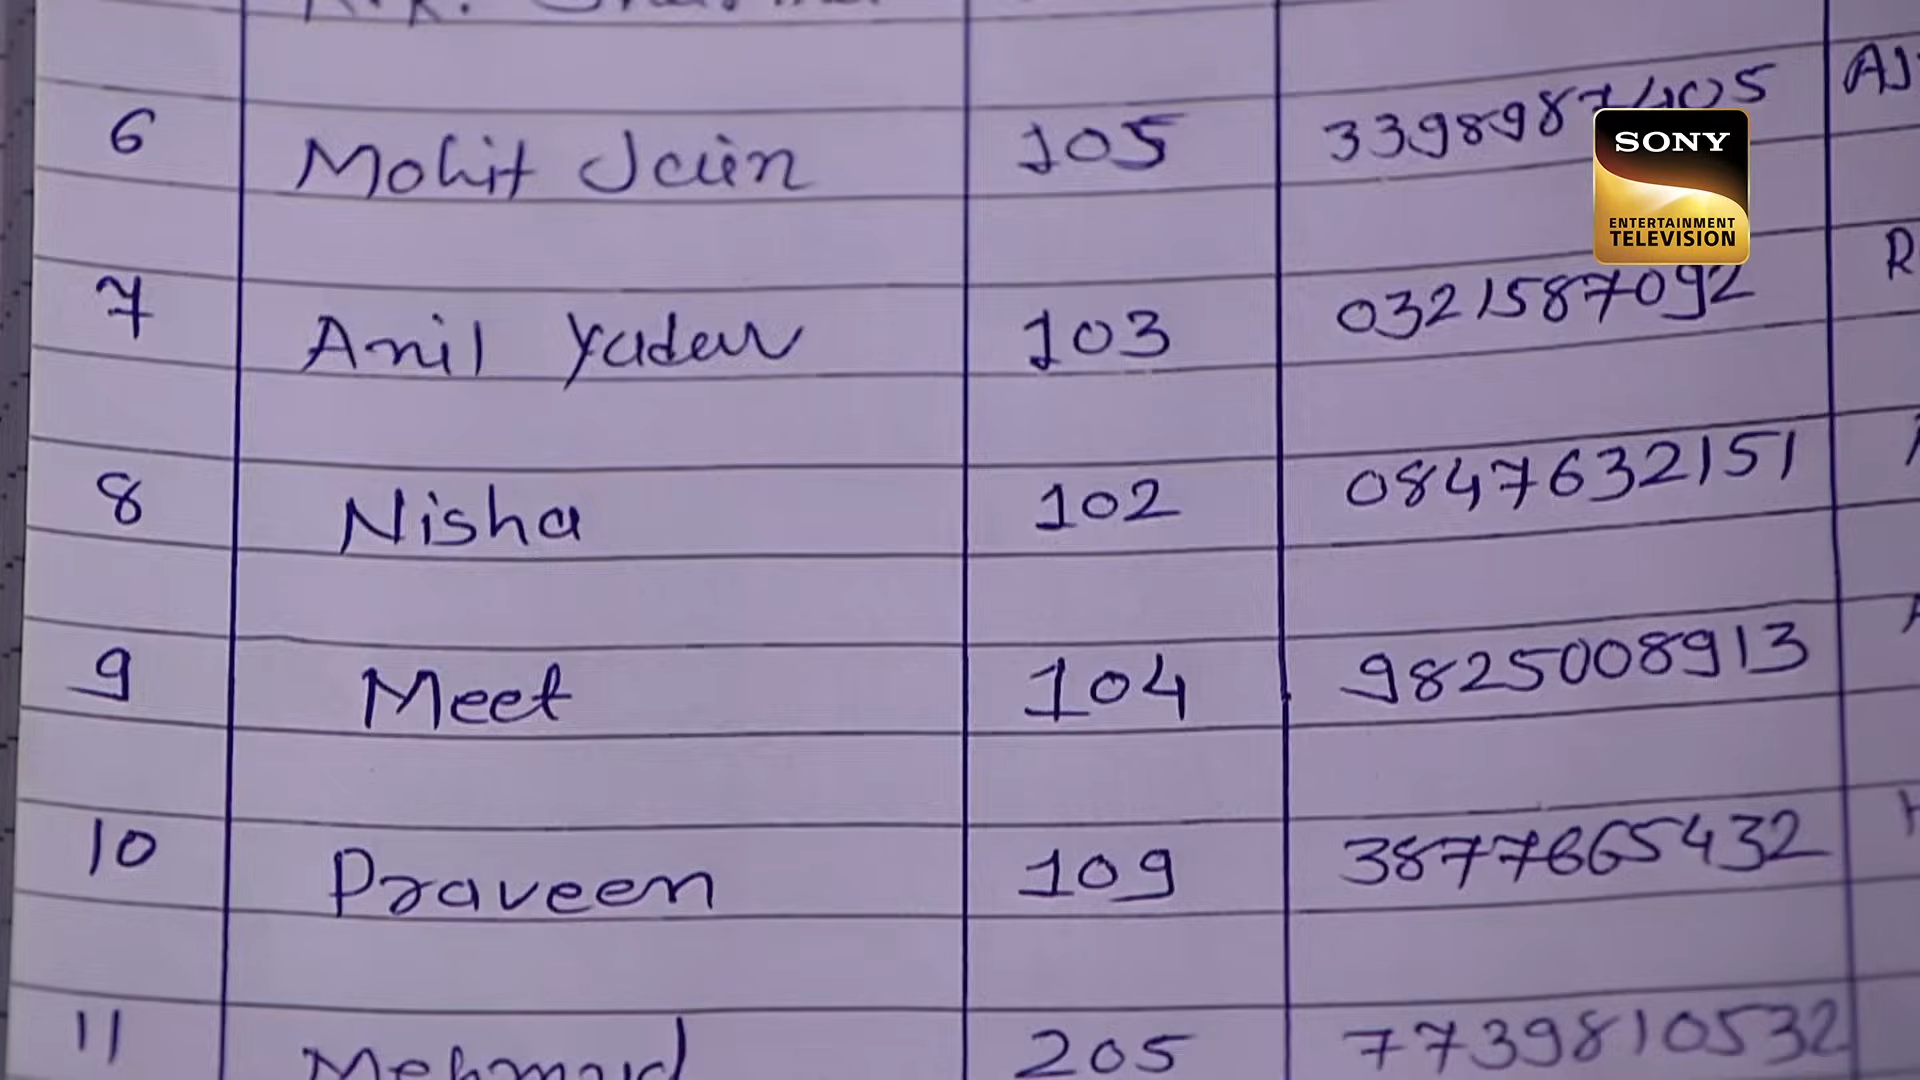 6 Mohit Jain 105
SONY
ENTERTAINMENT
TELEVISION
7 Anil Yadav 103 0321587092
8 Nisha 102 0847632151
9 Meet 104 9825008913
10 Praveen 109 3877665432
11 Mehmaid 205 7739810532